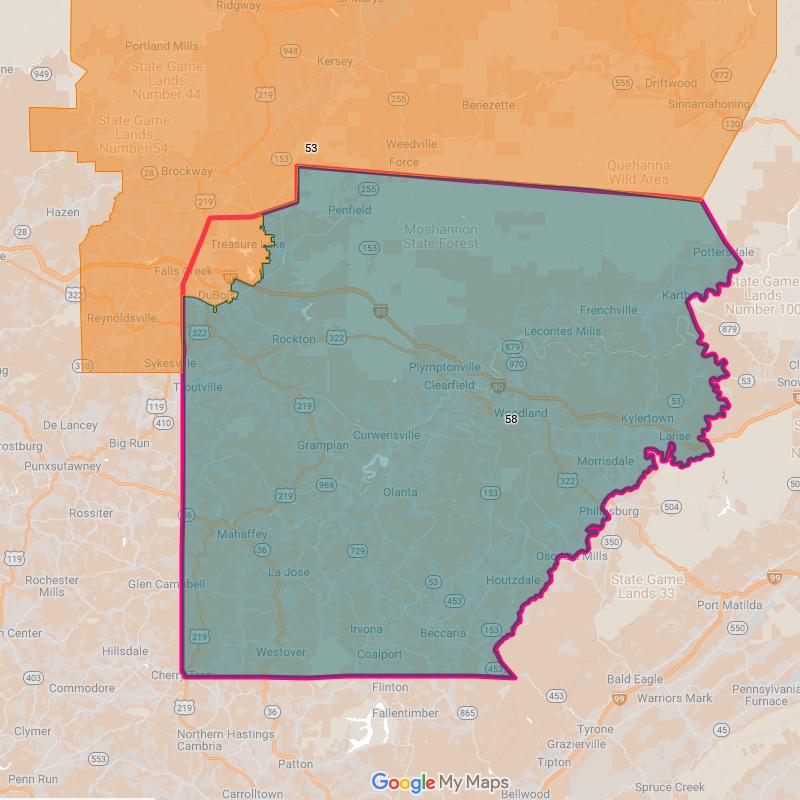 Ridgway
St Marys
Forest
Portland Mills
948
Kersey
ne
949
State Game
Lands
Number 44
872
555
Driftwood
219
255
Benezette
Sinnamahoning
State Game
Lands
Number 54
120
53
Weedville
153
Force
28
Brockway
Quehanna
Wild Area
255
219
Penfield
Hazen
28
Treasure Lake
153
Moshannon
State Forest
Pottersdale
Falls Creek
80
State Game
Lands
Number 100
322
DuBois
Karth
Reynoldsville
80
Frenchville
322
Rockton
322
Lecontes Mills
879
879
Sykesville
310
970
Plymptonville
Clearfield
80
53
Troutville
119
219
53
Woodland
58
Kylertown
410
De Lancey
Curwensville
Lanse
Big Run
Grampian
Punxsutawney
Morrisdale
969
322
219
Olanta
153
504
Rossiter
36
Philipsburg
Mahaffey
350
36
729
119
Osceola Mills
La Jose
99
Rochester
Mills
Glen Campbell
53
Houtzdale
State Game
Lands 33
453
Port Matilda
550
n Center
219
Irvona
Beccaria
153
Hillsdale
Westover
Coalport
453
403
Cherry Tree
Bald Eagle
Commodore
Flinton
453
99
Warriors Mark
Pennsylvania
Furnace
219
36
Fallentimber
865
Clymer
Northern Hastings
Cambria
Tyrone
45
Grazierville
553
Patton
Tipton
Penn Run
Google My Maps
Spruce Creek
Carrolltown
Bellwood